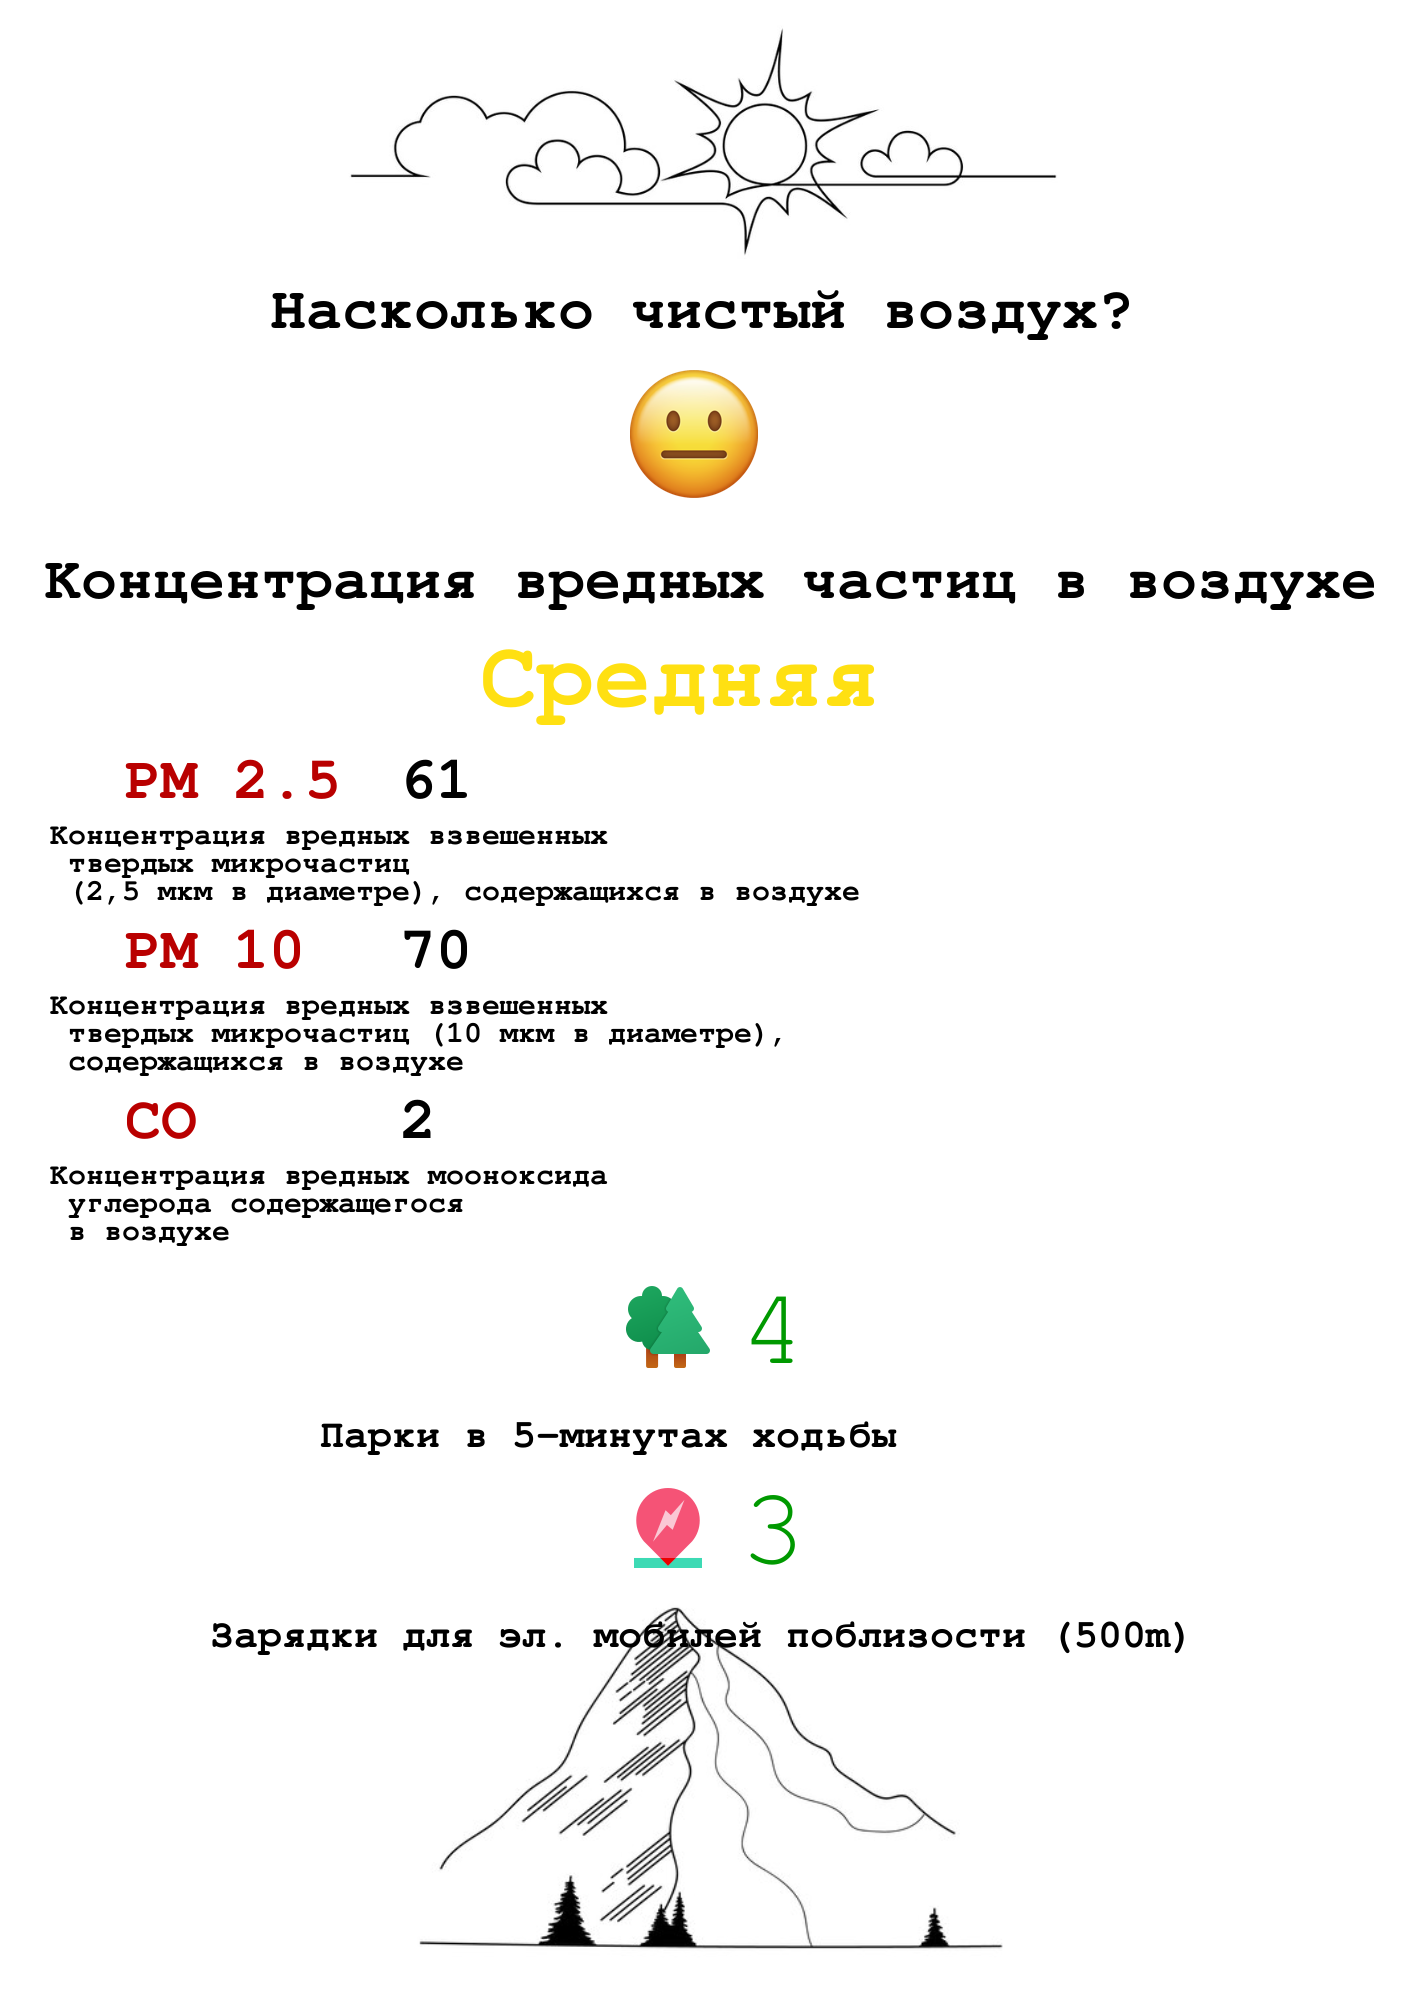 Насколько чистый воздух?
Концентрация вредных частиц в воздухе
Средняя
PM 2.5 61
Концентрация вредных взвешенных
твердых микрочастиц
(2,5 мкм в диаметре), содержащихся в воздухе
PM 10 70
Концентрация вредных взвешенных
твердых микрочастиц (10 мкм в диаметре),
содержащихся в воздухе
CO 2
Концентрация вредных мооноксида
углерода содержащегося
в воздухе
4
Парки в 5-минутах ходьбы
3
Зарядки для эл. мобилей поблизости (500m)